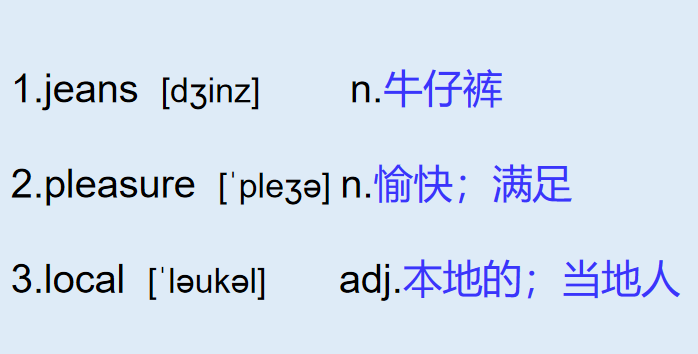 1.jeans [dʒinz] n.牛仔裤
2.pleasure [ˈpleʒə] n.愉快；满足
3.local [ˈləukəl] adj.本地的；当地人